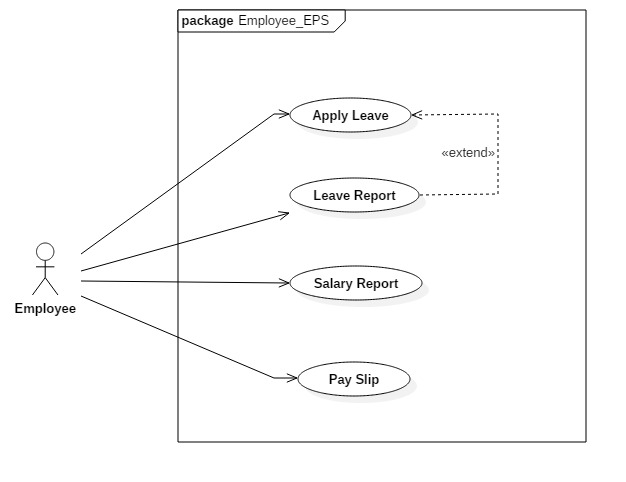 package Employee_EPS
Apply Leave
«extend»
Leave Report
Salary Report
Employee
Pay Slip